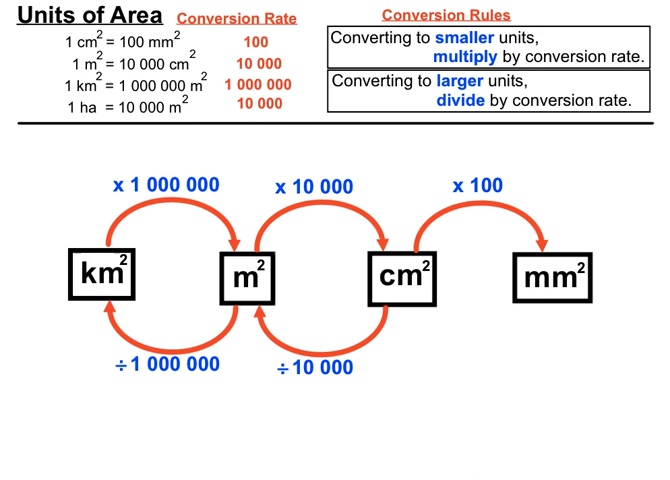 Units of Area Conversion Rate Conversion Rules
1 cm² = 100 mm² 100
1 m² = 10 000 cm² 10 000
1 km² = 1 000 000 m² 1 000 000
1 ha = 10 000 m² 10 000
Converting to smaller units,
multiply by conversion rate.
Converting to larger units,
divide by conversion rate.
x 1 000 000 x 10 000 x 100
km² m² cm² mm²
÷ 1 000 000 ÷ 10 000